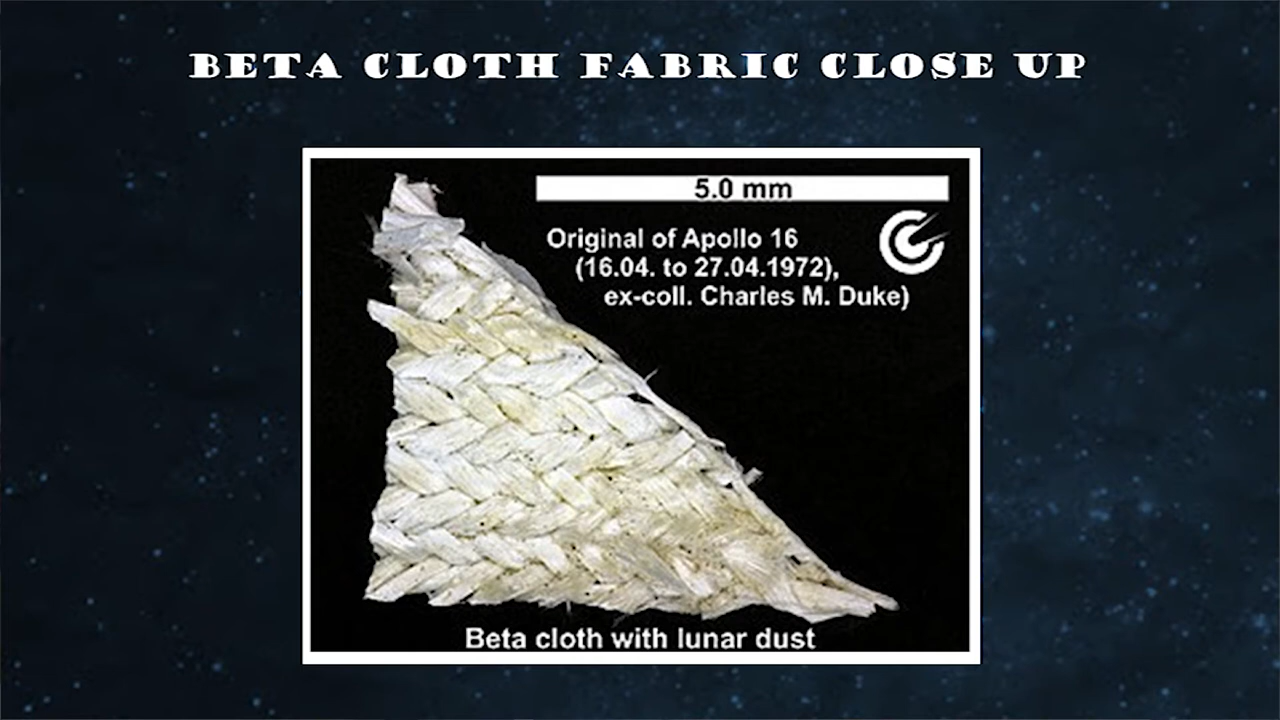 BETA CLOTH FABRIC CLOSE UP
5.0 mm
Original of Apollo 16
(16.04. to 27.04.1972),
ex-coll. Charles M. Duke)
Beta cloth with lunar dust